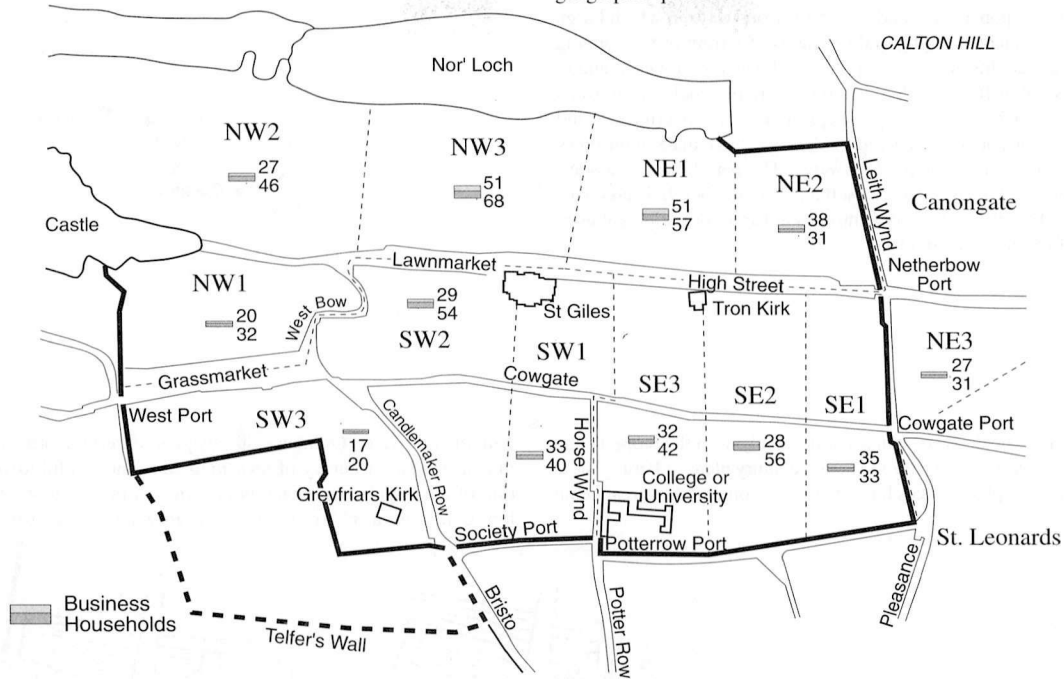 CALTON HILL
Nor' Loch
NW2
27
46
NW3
51
68
NE1
51
57
NE2
38
31
Leith Wynd
Canongate
Castle
Netherbow
Port
Lawnmarket
High Street
NW1
20
32
West Bow
29
54
SW2
St Giles
Tron Kirk
SW1
NE3
27
31
Grassmarket
Cowgate
SE3
SE2
SE1
West Port
Cowgate Port
SW3
17
20
Candlemaker Row
33
40
Horse Wynd
32
42
28
56
35
33
College or
University
Greyfriars Kirk
Society Port
Potterrow Port
St. Leonards
Pleasance
Business
Households
Telfer's Wall
Bristo
Potter Row